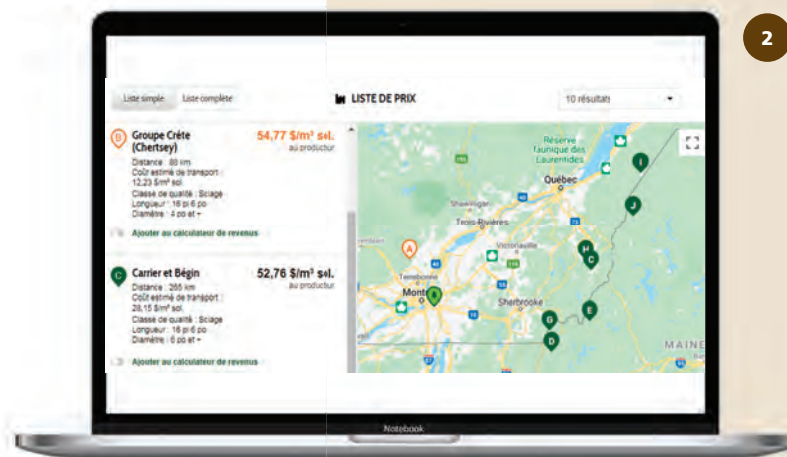 2
Liste simple Liste complète
LISTE DE PRIX
10 résultats
B
Groupe Crête
(Chertsey)
54,77 $/m³ sol.
au producteur
Distance : 88 km
Coût estimé de transport :
12,23 $/m³ sol.
Classe de qualité : Sciage
Longueur : 16 pi 6 po
Diamètre : 4 po et +
Ajouter au calculateur de revenus
C
Carrier et Bégin
52,76 $/m³ sol.
au producteur
Distance : 265 km
Coût estimé de transport :
28,15 $/m³ sol.
Classe de qualité : Sciage
Longueur : 16 pi 6 po
Diamètre : 6 po et +
Ajouter au calculateur de revenus
Réserve
faunique des
Laurentides
I
Québec
J
Shawinigan
Trois-Rivières
A
Victoriaville
H
C
Terrebonne
Sherbrooke
E
G
D
MAINE
Notebook